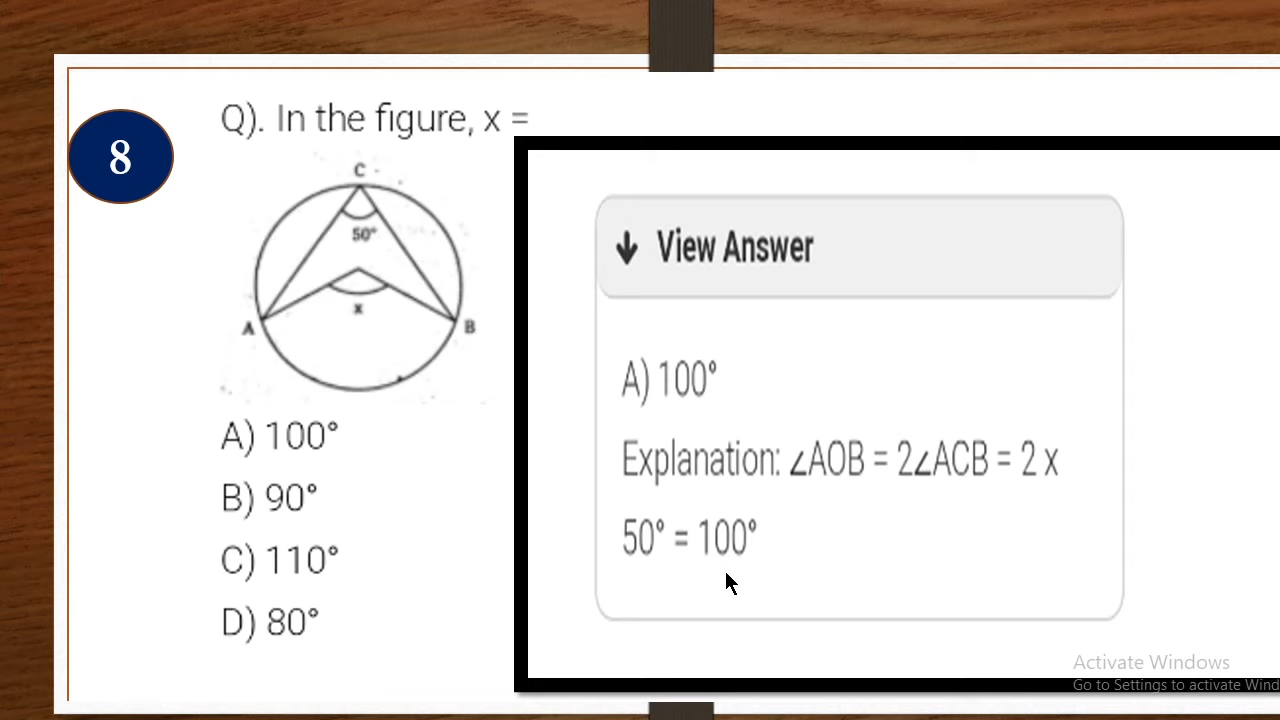 8
Q). In the figure, x =
C
50°
x
A
B
A) 100°
B) 90°
C) 110°
D) 80°
View Answer
A) 100°
Explanation: ∠AOB = 2∠ACB = 2 x
50° = 100°
Activate Windows
Go to Settings to activate Wind